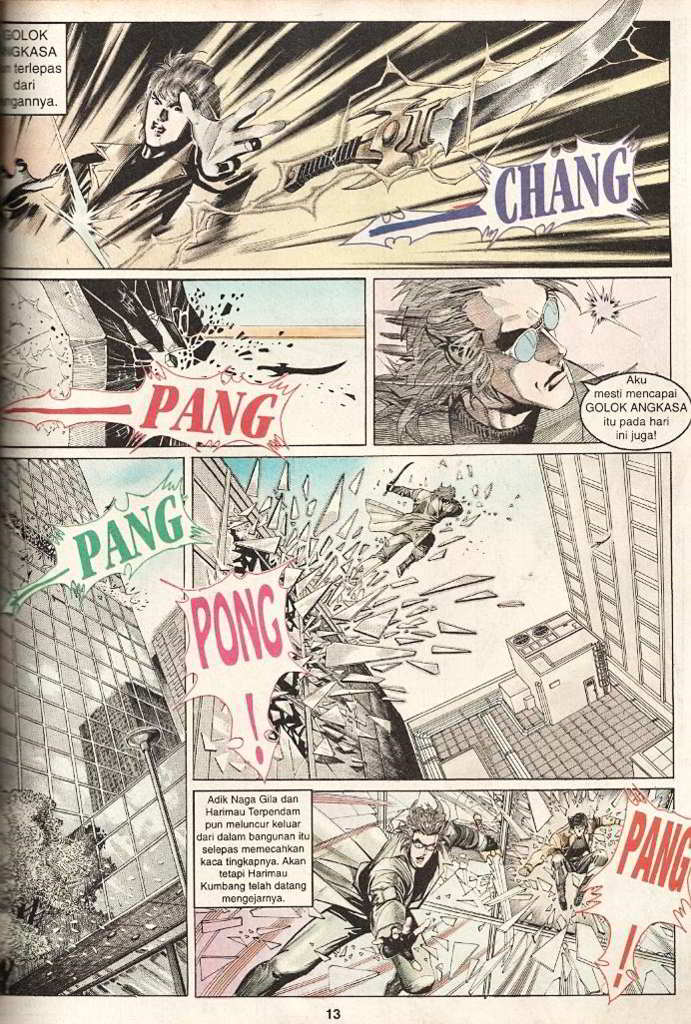 GOLOK
terlepas
dari
CHANG
PANG
Aku
mesti mencapai
GOLOK ANGKASA
itu pada hari
ini juga!
PANG
PONG
!
Adik Naga Gila dan
Harimau Terpendam
pun meluncur keluar
dari dalam bangunan itu
selepas memecahkan
kaca tingkapnya. Akan
tetapi Harimau
Kumbang telah datang
mengejarnya.
PANG
!
13